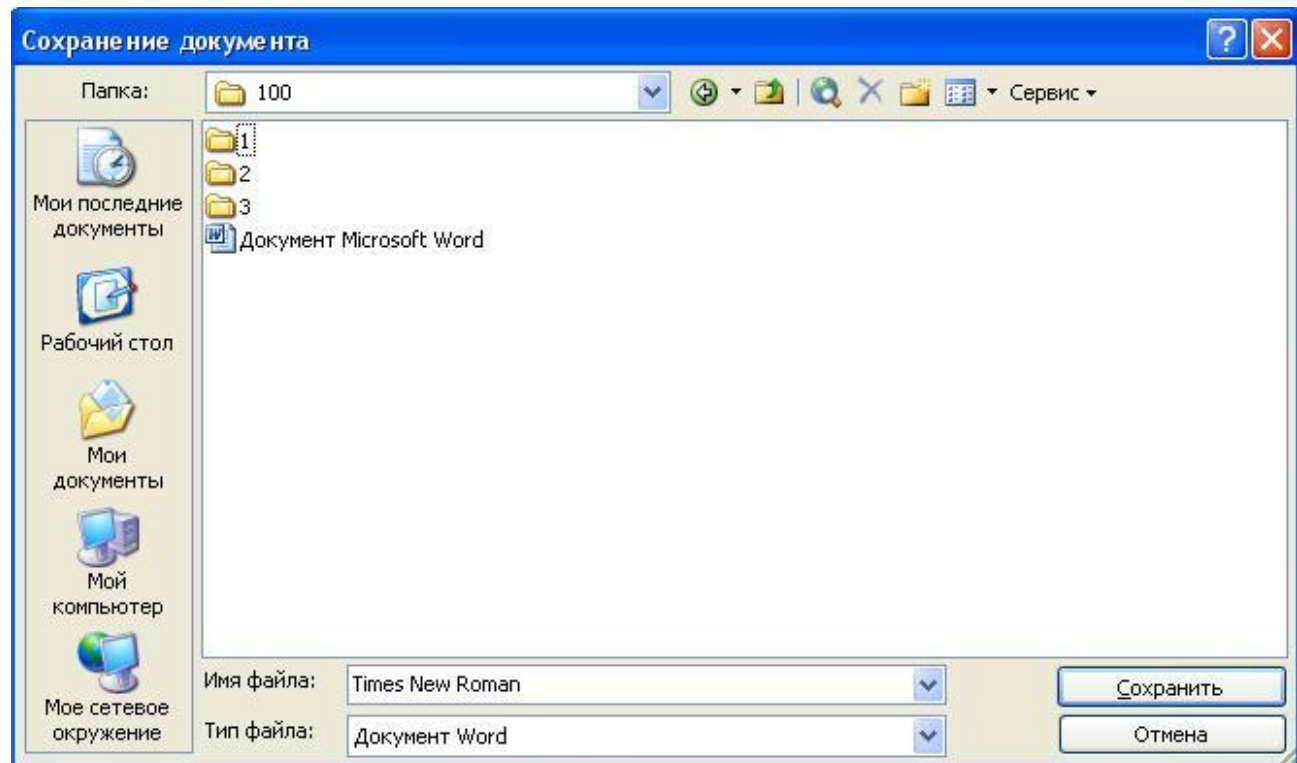 Сохранение документа
Папка:
100
Сервис
1
2
3
Документ Microsoft Word
Мои последние
документы
Рабочий стол
Мои
документы
Мой
компьютер
Мое сетевое
окружение
Имя файла:
Times New Roman
Сохранить
Тип файла:
Документ Word
Отмена